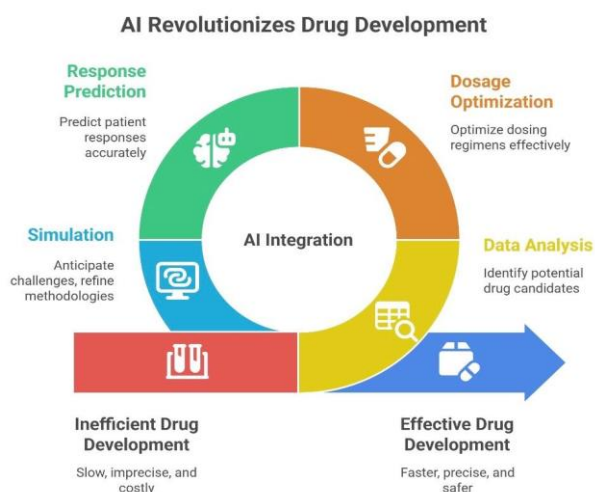 AI Revolutionizes Drug Development
Response
Prediction
Predict patient
responses
accurately
Dosage
Optimization
Optimize dosing
regimens effectively
Simulation
Anticipate
challenges, refine
methodologies
AI Integration
Data Analysis
Identify potential
drug candidates
Inefficient Drug
Development
Slow, imprecise, and
costly
Effective Drug
Development
Faster, precise, and
safer